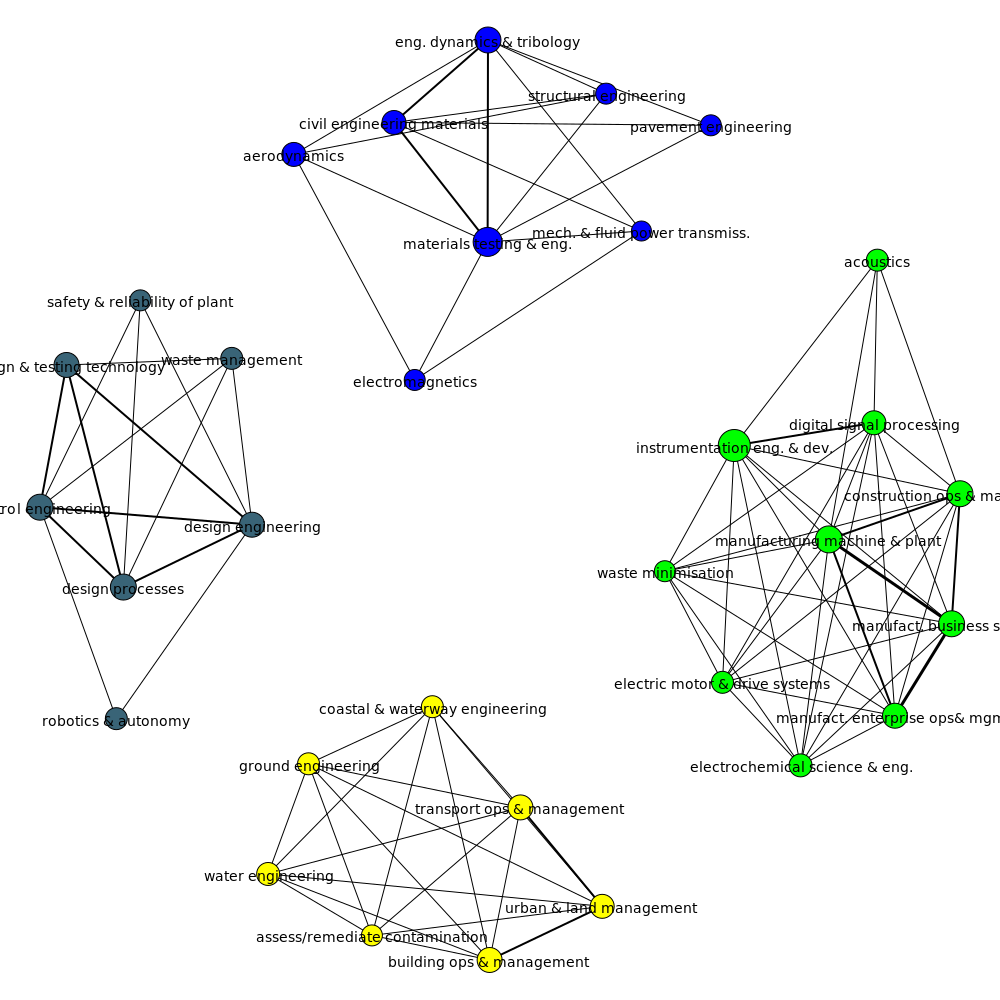 eng. dynamics & tribology
structural engineering
civil engineering materials
pavement engineering
aerodynamics
mech. & fluid power transmiss.
materials testing & eng.
acoustics
safety & reliability of plant
waste management
gn & testing technology
electromagnetics
digital signal processing
instrumentation eng. & dev.
construction ops & ma
rol engineering
design engineering
manufacturing machine & plant
waste minimisation
design processes
manufact. business s
electric motor & drive systems
coastal & waterway engineering
robotics & autonomy
manufact. enterprise ops& mgm
ground engineering
electrochemical science & eng.
transport ops & management
water engineering
urban & land management
assess/remediate contamination
building ops & management